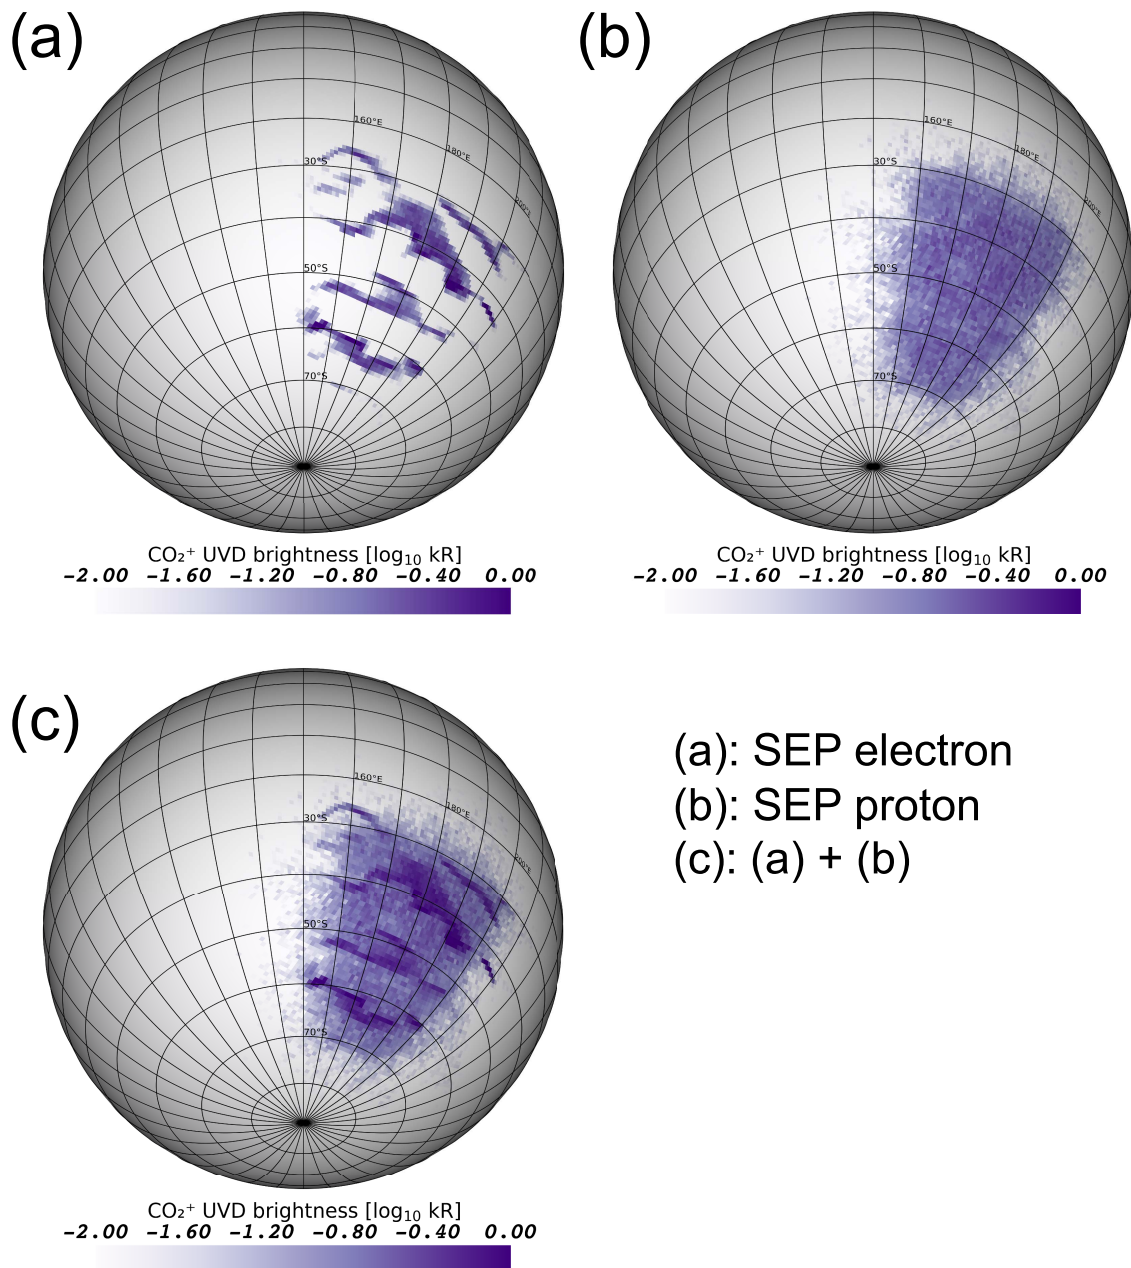 (a)
160°E
180°E
200°E
30°S
50°S
70°S
CO₂⁺ UVD brightness [log₁₀ kR]
−2.00 −1.60 −1.20 −0.80 −0.40 0.00
(b)
160°E
180°E
200°E
30°S
50°S
70°S
CO₂⁺ UVD brightness [log₁₀ kR]
−2.00 −1.60 −1.20 −0.80 −0.40 0.00
(c)
160°E
180°E
200°E
30°S
50°S
70°S
CO₂⁺ UVD brightness [log₁₀ kR]
−2.00 −1.60 −1.20 −0.80 −0.40 0.00
(a): SEP electron
(b): SEP proton
(c): (a) + (b)